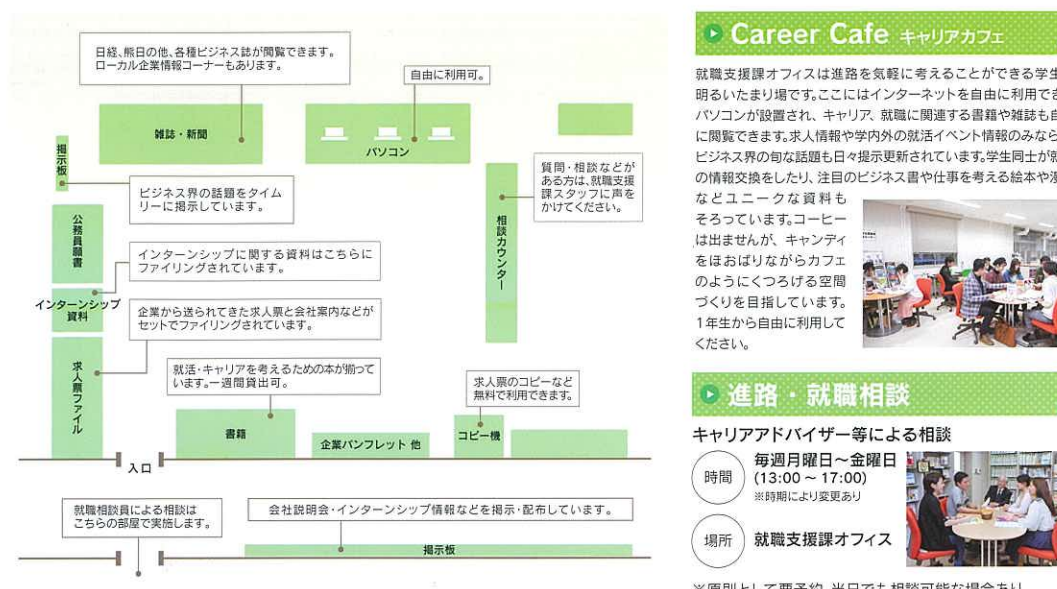 日経、熊日の他、各種ビジネス誌が閲覧できます。
ローカル企業情報コーナーもあります。
自由に利用可。
雑誌・新聞
パソコン
掲示板
ビジネス界の話題をタイム
リーに掲示しています。
質問・相談などが
ある方は、就職支援
課スタッフに声を
かけてください。
相談カウンター
公務員願書
インターンシップに関する資料はこちらに
ファイリングされています。
インターンシップ
資料
企業から送られてきた求人票と会社案内などが
セットでファイリングされています。
求人票ファイル
就活・キャリアを考えるための本が揃って
います。一週間貸出可。
求人票のコピーなど
無料で利用できます。
書籍
企業パンフレット 他
コピー機
入口
就職相談員による相談は
こちらの部屋で実施します。
会社説明会・インターンシップ情報などを掲示・配布しています。
掲示板
Career Cafe キャリアカフェ
就職支援課オフィスは進路を気軽に考えることができる学生
明るいたまり場です。ここにはインターネットを自由に利用でき
パソコンが設置され、キャリア、就職に関連する書籍や雑誌も自
に閲覧できます。求人情報や学内外の就活イベント情報のみなら
ビジネス界の旬な話題も日々提示更新されています。学生同士が就
の情報交換をしたり、注目のビジネス書や仕事を考える絵本や漫
などユニークな資料も
そろっています。コーヒー
は出ませんが、キャンディ
をほおばりながらカフェ
のようにくつろげる空間
づくりを目指しています。
1年生から自由に利用して
ください。
進路・就職相談
キャリアアドバイザー等による相談
時間
毎週月曜日～金曜日
(13:00 ～ 17:00)
※時期により変更あり
場所
就職支援課オフィス
※原則として要予約、当日でも相談可能な場合あり